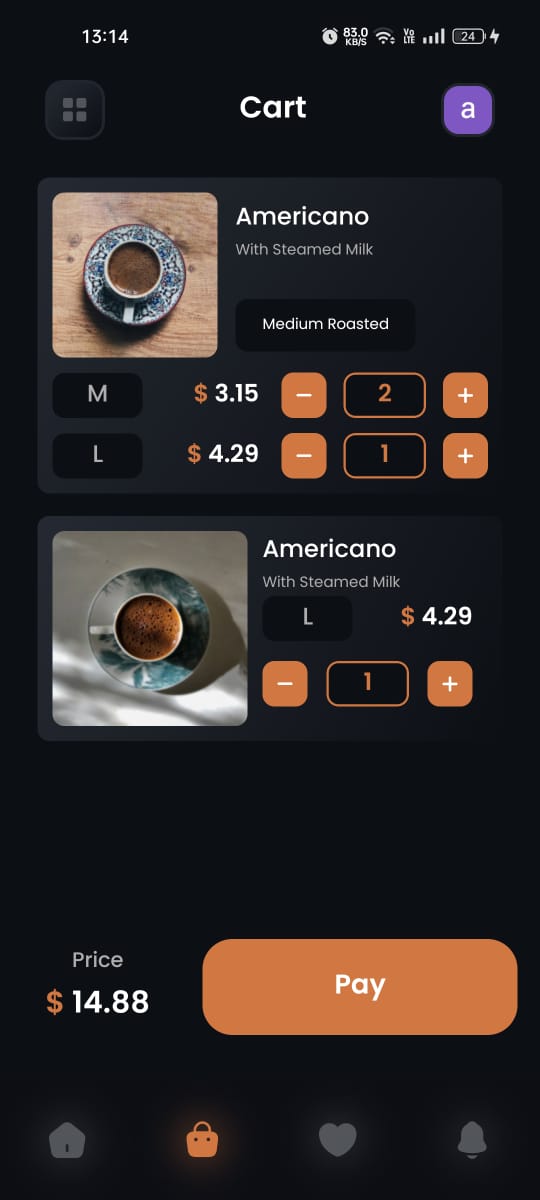 13:14 83.0 KB/S Vo LTE 24
Cart a
Americano
With Steamed Milk
Medium Roasted
M $ 3.15 − 2 +
L $ 4.29 − 1 +
Americano
With Steamed Milk
L $ 4.29
− 1 +
Price
$ 14.88
Pay